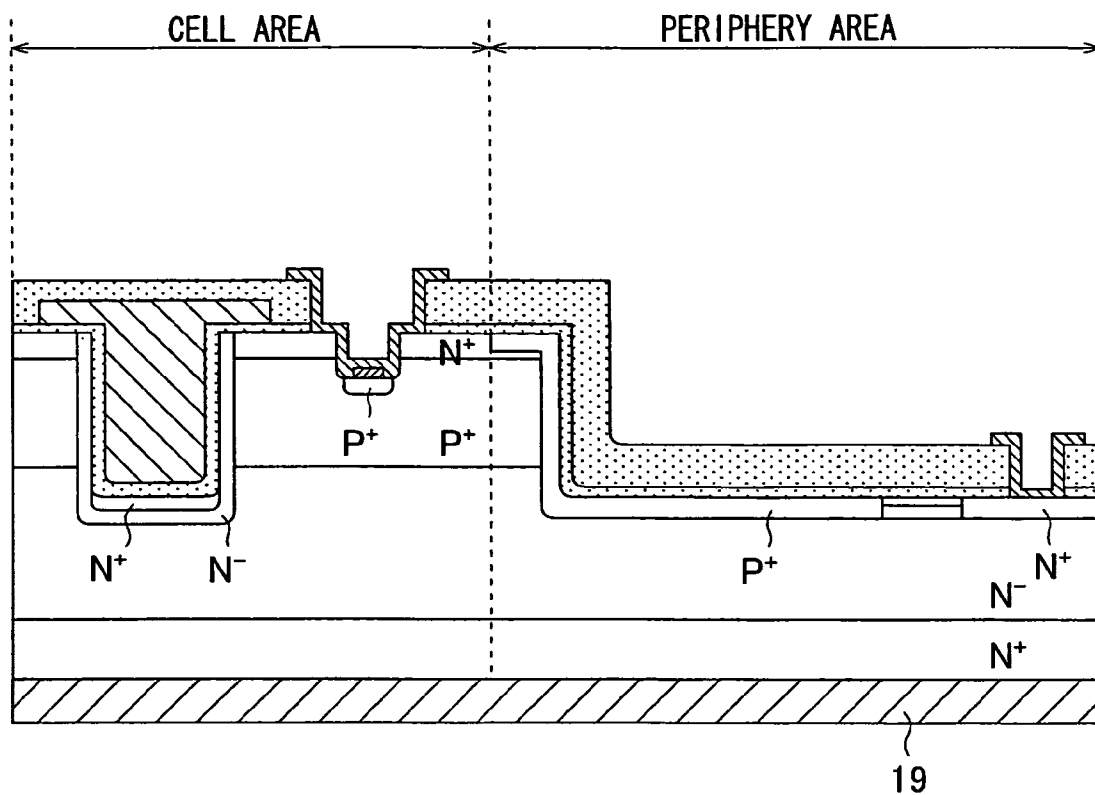 CELL AREA PERIPHERY AREA
N⁺
P⁺ P⁺
N⁺ N⁻ P⁺ N⁺
N⁻
N⁺
19